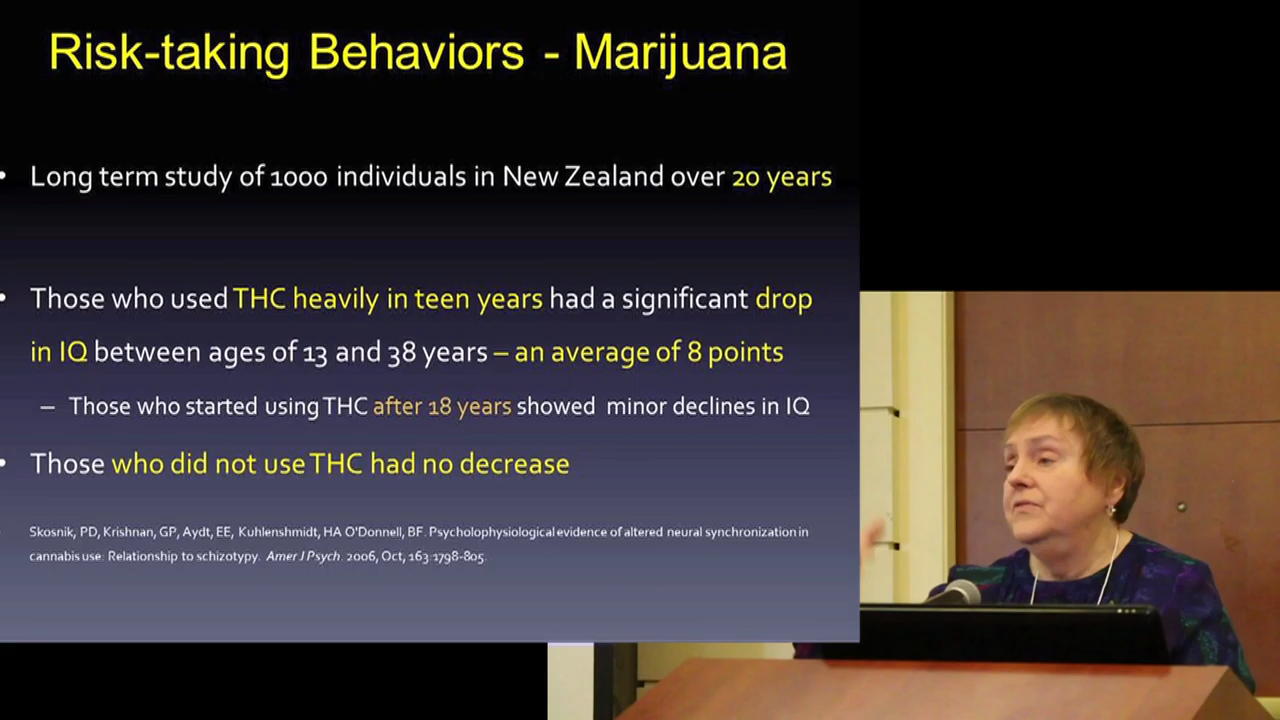 Risk-taking Behaviors - Marijuana
• Long term study of 1000 individuals in New Zealand over 20 years
• Those who used THC heavily in teen years had a significant drop
in IQ between ages of 13 and 38 years – an average of 8 points
– Those who started using THC after 18 years showed minor declines in IQ
• Those who did not use THC had no decrease
Skosnik, PD, Krishnan, GP, Aydt, EE, Kuhlenshmidt, HA O'Donnell, BF. Psycholophysiological evidence of altered neural synchronization in
cannabis use: Relationship to schizotypy. Amer J Psych. 2006, Oct, 163:1798-805.